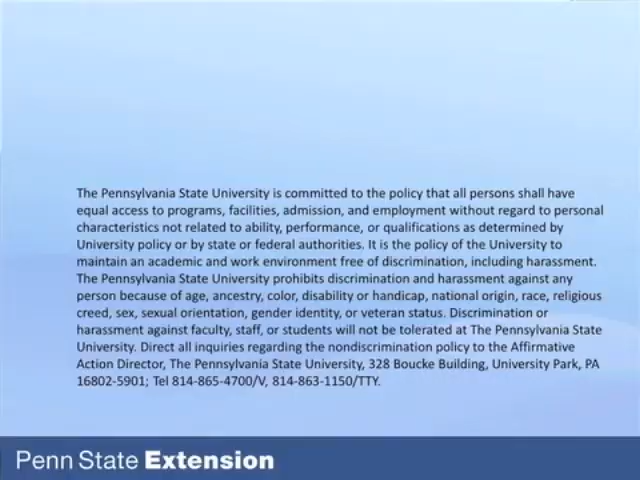 The Pennsylvania State University is committed to the policy that all persons shall have
equal access to programs, facilities, admission, and employment without regard to personal
characteristics not related to ability, performance, or qualifications as determined by
University policy or by state or federal authorities. It is the policy of the University to
maintain an academic and work environment free of discrimination, including harassment.
The Pennsylvania State University prohibits discrimination and harassment against any
person because of age, ancestry, color, disability or handicap, national origin, race, religious
creed, sex, sexual orientation, gender identity, or veteran status. Discrimination or
harassment against faculty, staff, or students will not be tolerated at The Pennsylvania State
University. Direct all inquiries regarding the nondiscrimination policy to the Affirmative
Action Director, The Pennsylvania State University, 328 Boucke Building, University Park, PA
16802-5901; Tel 814-865-4700/V, 814-863-1150/TTY.
Penn State Extension